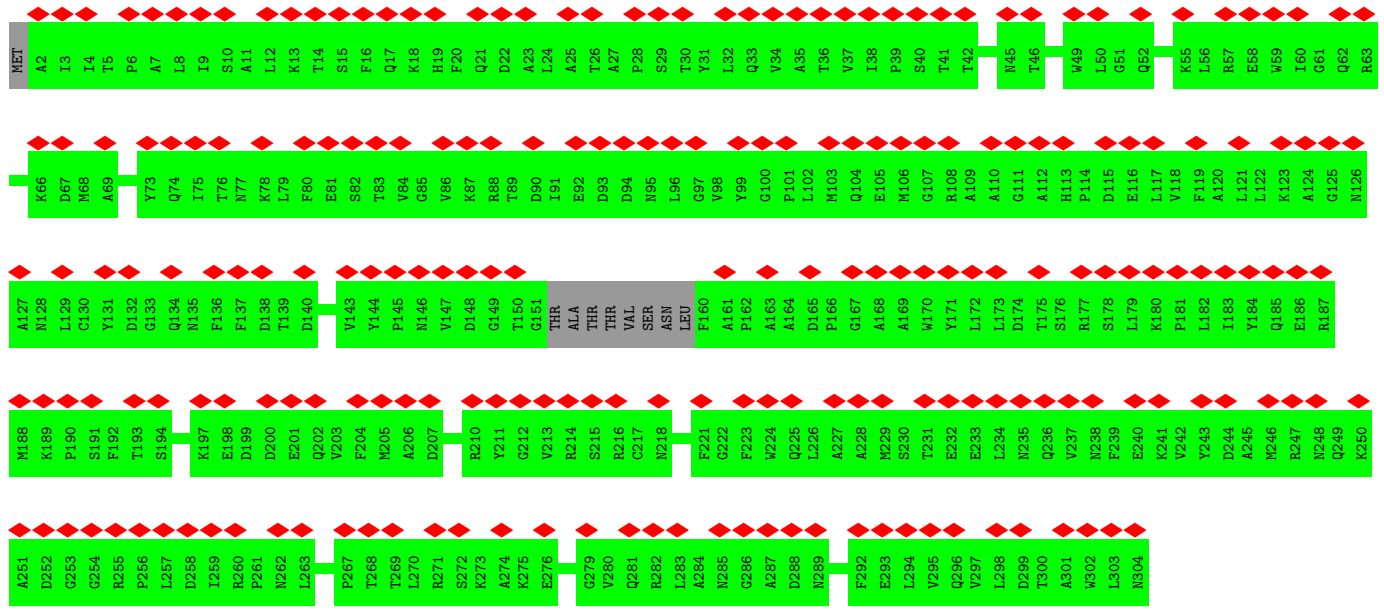 MET A2 I3 I4 T5 P6 A7 L8 I9 S10 A11 L12 K13 T14 S15 F16 Q17 K18 H19 F20 Q21 D22 A23 L24 A25 T26 A27 P28 S29 T30 Y31 L32 Q33 V34 A35 T36 V37 I38 P39 S40 T41 T42 N45 T46 W49 L50 G51 Q52 K55 L56 R57 E58 W59 I60 G61 Q62 R63
K66 D67 M68 A69 Y73 Q74 I75 T76 N77 K78 L79 F80 E81 S82 T83 V84 G85 V86 K87 R88 T89 D90 I91 E92 D93 D94 N95 L96 G97 V98 Y99 G100 P101 L102 M103 Q104 E105 M106 G107 R108 A109 A110 G111 A112 H113 P114 D115 E116 L117 V118 F119 A120 L121 L122 K123 A124 G125 N126
A127 N128 L129 C130 Y131 D132 G133 Q134 N135 F136 F137 D138 T139 D140 V143 Y144 P145 N146 V147 D148 G149 T150 G151 THR ALA THR THR VAL SER ASN LEU F160 A161 P162 A163 A164 D165 P166 G167 A168 A169 W170 Y171 L172 L173 D174 T175 S176 R177 S178 L179 K180 P181 L182 I183 Y184 Q185 E186 R187
M188 K189 P190 S191 F192 T193 S194 K197 E198 D199 D200 E201 Q202 V203 F204 M205 A206 D207 R210 Y211 G212 V213 R214 S215 R216 C217 N218 F221 G222 F223 W224 Q225 L226 A227 A228 M229 S230 T231 E232 E233 L234 N235 Q236 V237 N238 F239 E240 K241 V242 Y243 D244 A245 M246 R247 N248 Q249 K250
A251 D252 G253 G254 R255 P256 L257 D258 I259 R260 P261 N262 L263 P267 T268 T269 L270 R271 S272 K273 A274 K275 E276 G279 V280 Q281 R282 L283 A284 N285 G286 A287 D288 N289 F292 E293 L294 V295 Q296 V297 L298 D299 T300 A301 W302 L303 N304